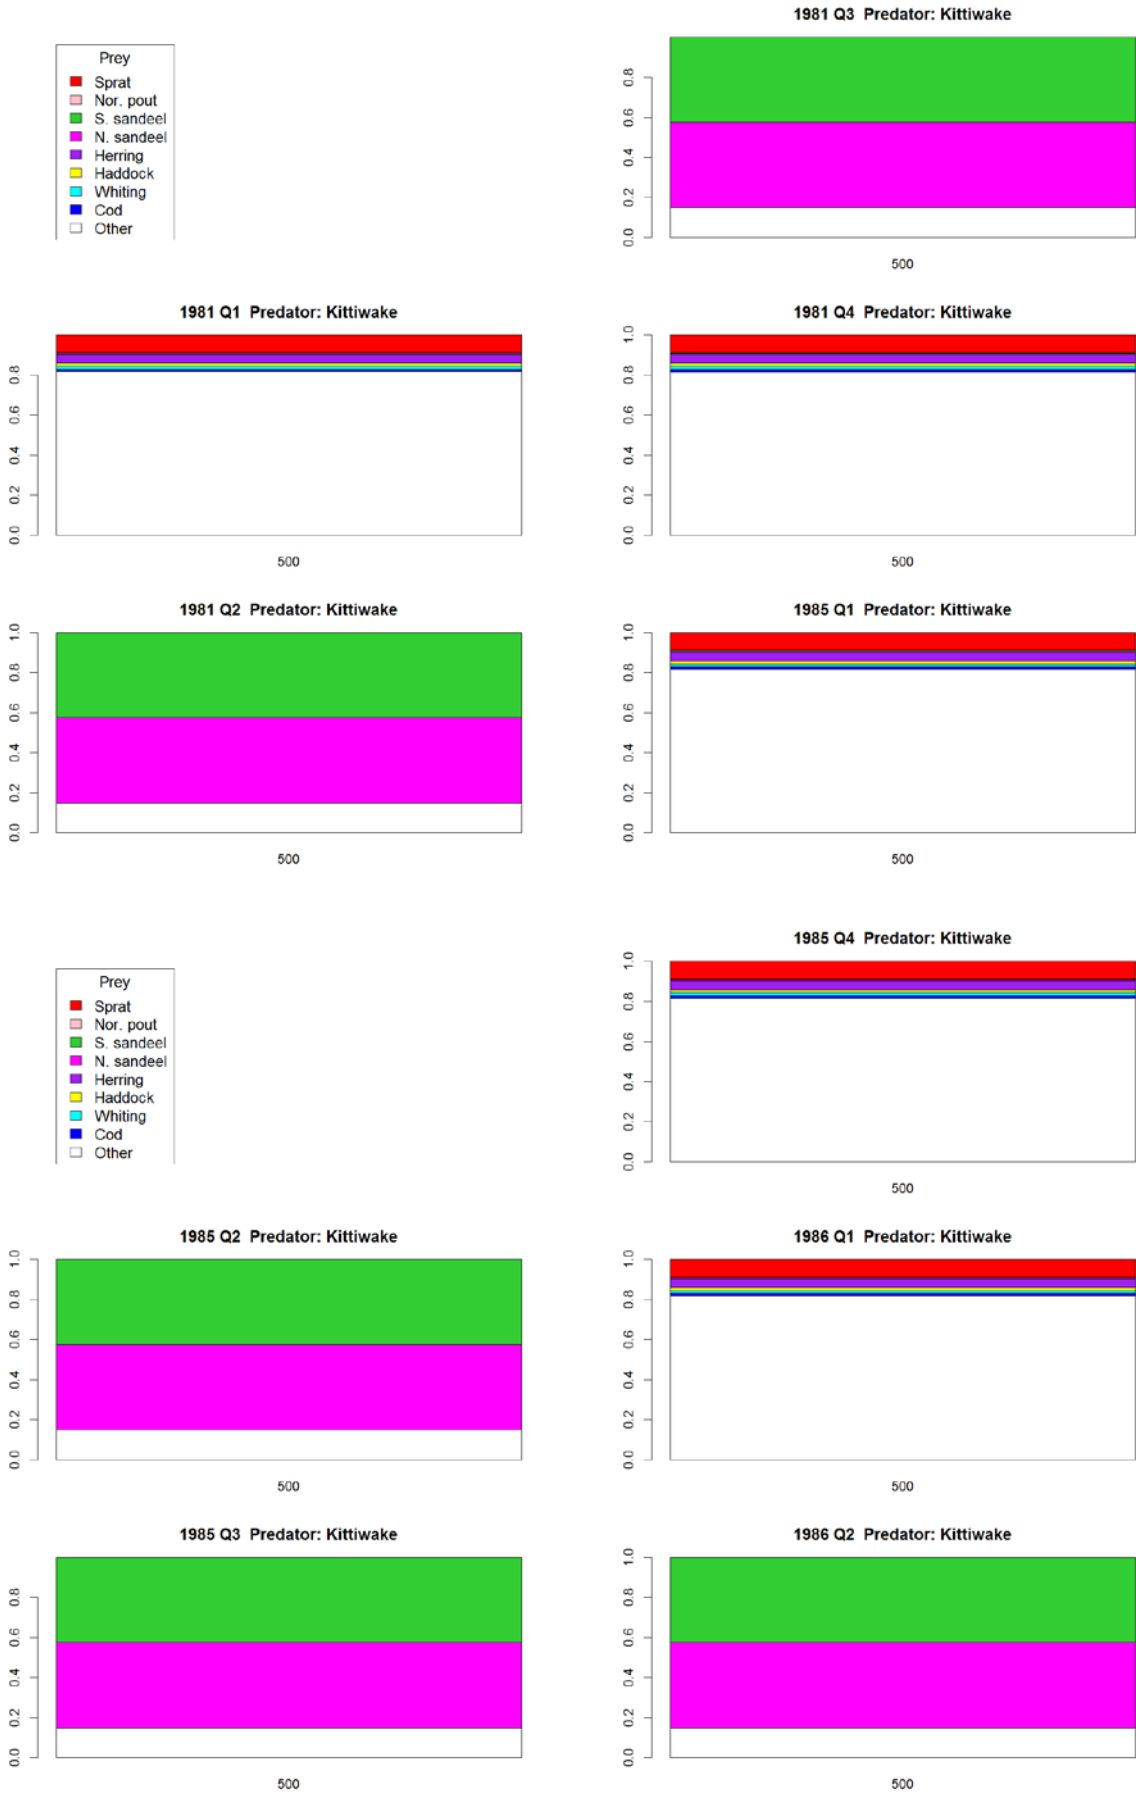 Prey
Sprat
Nor. pout
S. sandeel
N. sandeel
Herring
Haddock
Whiting
Cod
Other
1981 Q3 Predator: Kittiwake
0.8
0.6
0.4
0.2
0.0
500
1981 Q1 Predator: Kittiwake
0.8
0.6
0.4
0.2
0.0
500
1981 Q4 Predator: Kittiwake
1.0
0.8
0.6
0.4
0.2
0.0
500
1981 Q2 Predator: Kittiwake
1.0
0.8
0.6
0.4
0.2
0.0
500
1985 Q1 Predator: Kittiwake
1.0
0.8
0.6
0.4
0.2
0.0
500
Prey
Sprat
Nor. pout
S. sandeel
N. sandeel
Herring
Haddock
Whiting
Cod
Other
1985 Q4 Predator: Kittiwake
1.0
0.8
0.6
0.4
0.2
0.0
500
1985 Q2 Predator: Kittiwake
1.0
0.8
0.6
0.4
0.2
0.0
500
1986 Q1 Predator: Kittiwake
1.0
0.8
0.6
0.4
0.2
0.0
500
1985 Q3 Predator: Kittiwake
0.8
0.6
0.4
0.2
0.0
500
1986 Q2 Predator: Kittiwake
1.0
0.8
0.6
0.4
0.2
0.0
500